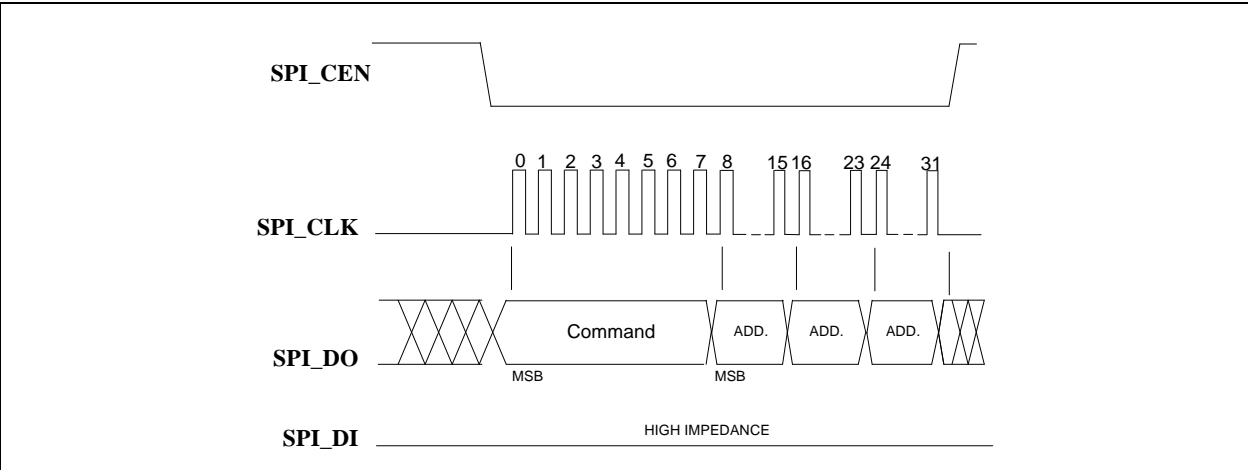 SPI_CEN
0 1 2 3 4 5 6 7 8 15 16 23 24 31
SPI_CLK
Command ADD. ADD. ADD.
SPI_DO
MSB MSB
HIGH IMPEDANCE
SPI_DI